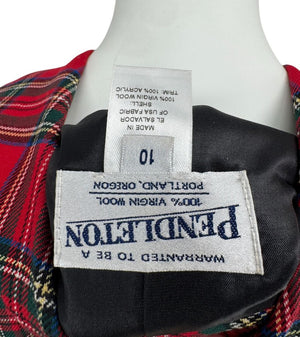 WARRANTED TO BE A
PENDLETON
100% VIRGIN WOOL
PORTLAND, OREGON
10
MADE IN
EL SALVADOR
OF USA FABRIC
SHELL:
100% VIRGIN WOOL
TRIM: 100% ACRYLIC